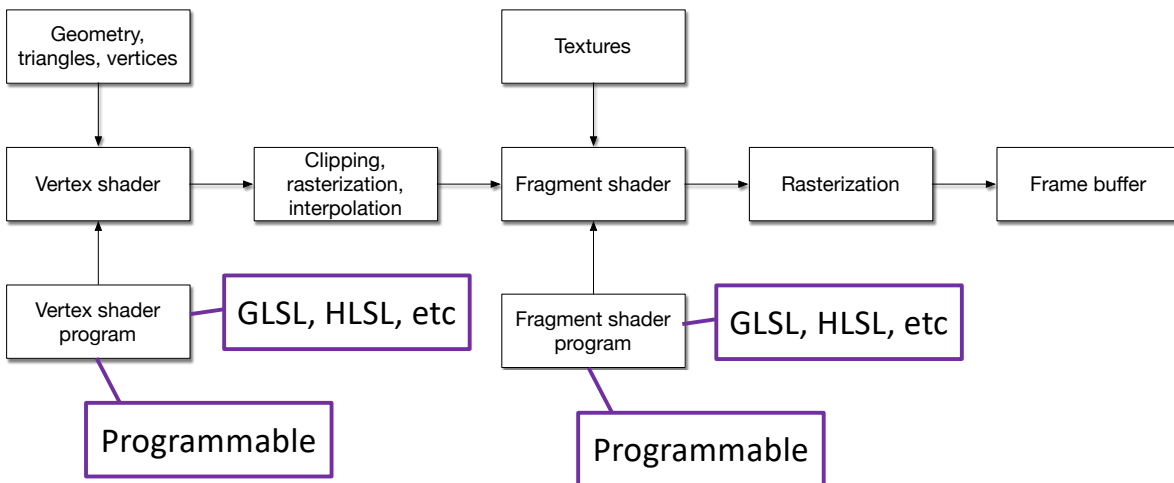 Geometry,
triangles, vertices
Textures
Vertex shader
Clipping,
rasterization,
interpolation
Fragment shader
Rasterization
Frame buffer
Vertex shader
program
GLSL, HLSL, etc
Fragment shader
program
GLSL, HLSL, etc
Programmable
Programmable